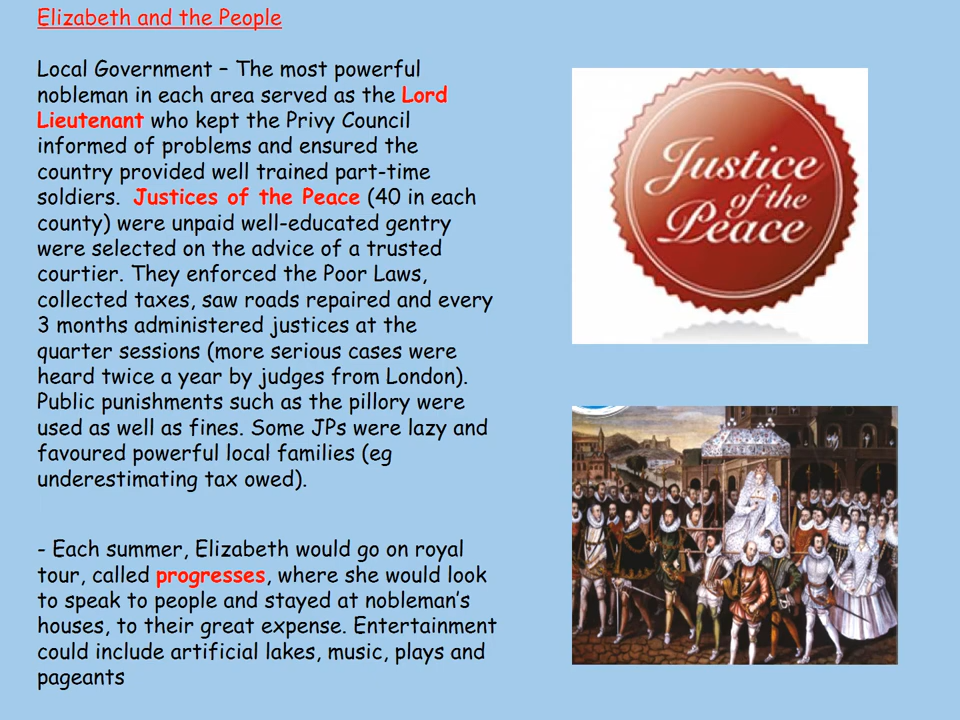 Elizabeth and the People
Local Government – The most powerful
nobleman in each area served as the Lord
Lieutenant who kept the Privy Council
informed of problems and ensured the
country provided well trained part-time
soldiers. Justices of the Peace (40 in each
county) were unpaid well-educated gentry
were selected on the advice of a trusted
courtier. They enforced the Poor Laws,
collected taxes, saw roads repaired and every
3 months administered justices at the
quarter sessions (more serious cases were
heard twice a year by judges from London).
Public punishments such as the pillory were
used as well as fines. Some JPs were lazy and
favoured powerful local families (eg
underestimating tax owed).
- Each summer, Elizabeth would go on royal
tour, called progresses, where she would look
to speak to people and stayed at nobleman’s
houses, to their great expense. Entertainment
could include artificial lakes, music, plays and
pageants
Justice
of the
Peace